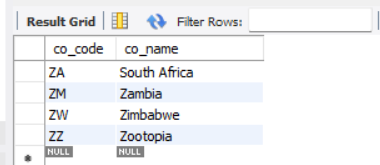 Result Grid Filter Rows:
co_code co_name
ZA South Africa
ZM Zambia
ZW Zimbabwe
ZZ Zootopia
NULL NULL